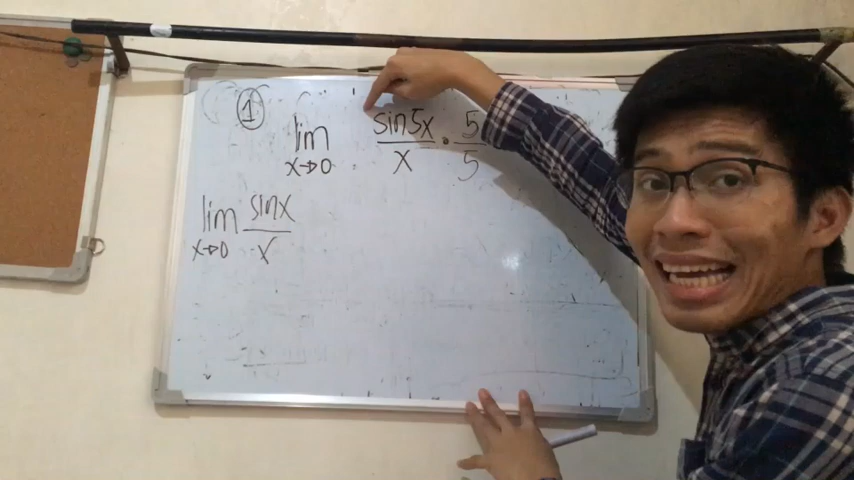 1
lim x→0 sin5x/x · 5/5
lim x→0 sinx/x